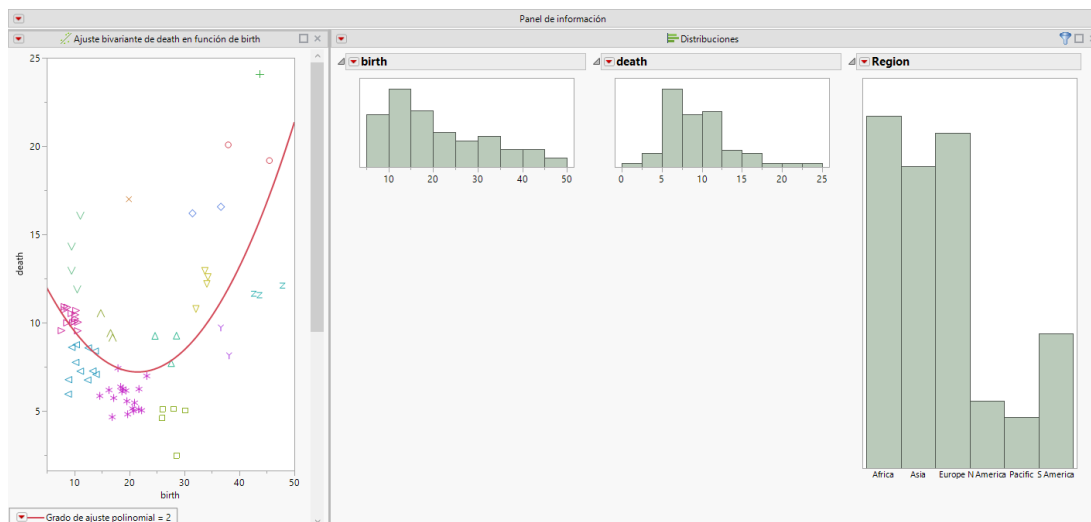 Panel de información
Ajuste bivariante de death en función de birth
25
20
15
10
5
death
10 20 30 40 50
birth
Grado de ajuste polinomial = 2
Distribuciones
birth
10 20 30 40 50
death
0 5 10 15 20 25
Region
Africa Asia Europe N America Pacific S America